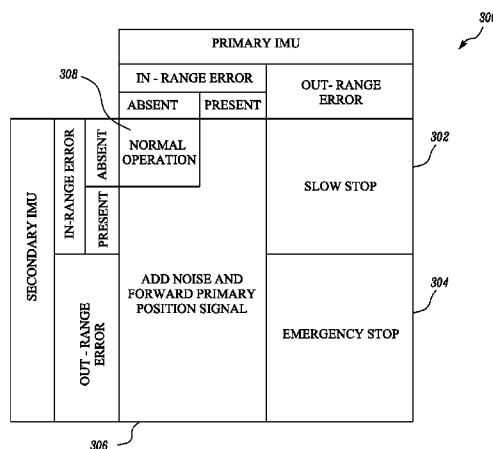 300
PRIMARY IMU
308
IN - RANGE ERROR
OUT- RANGE
ERROR
ABSENT
PRESENT
NORMAL
OPERATION
302
SLOW STOP
SECONDARY IMU
IN-RANGE ERROR
ABSENT
PRESENT
OUT - RANGE
ERROR
ADD NOISE AND
FORWARD PRIMARY
POSITION SIGNAL
304
EMERGENCY STOP
306